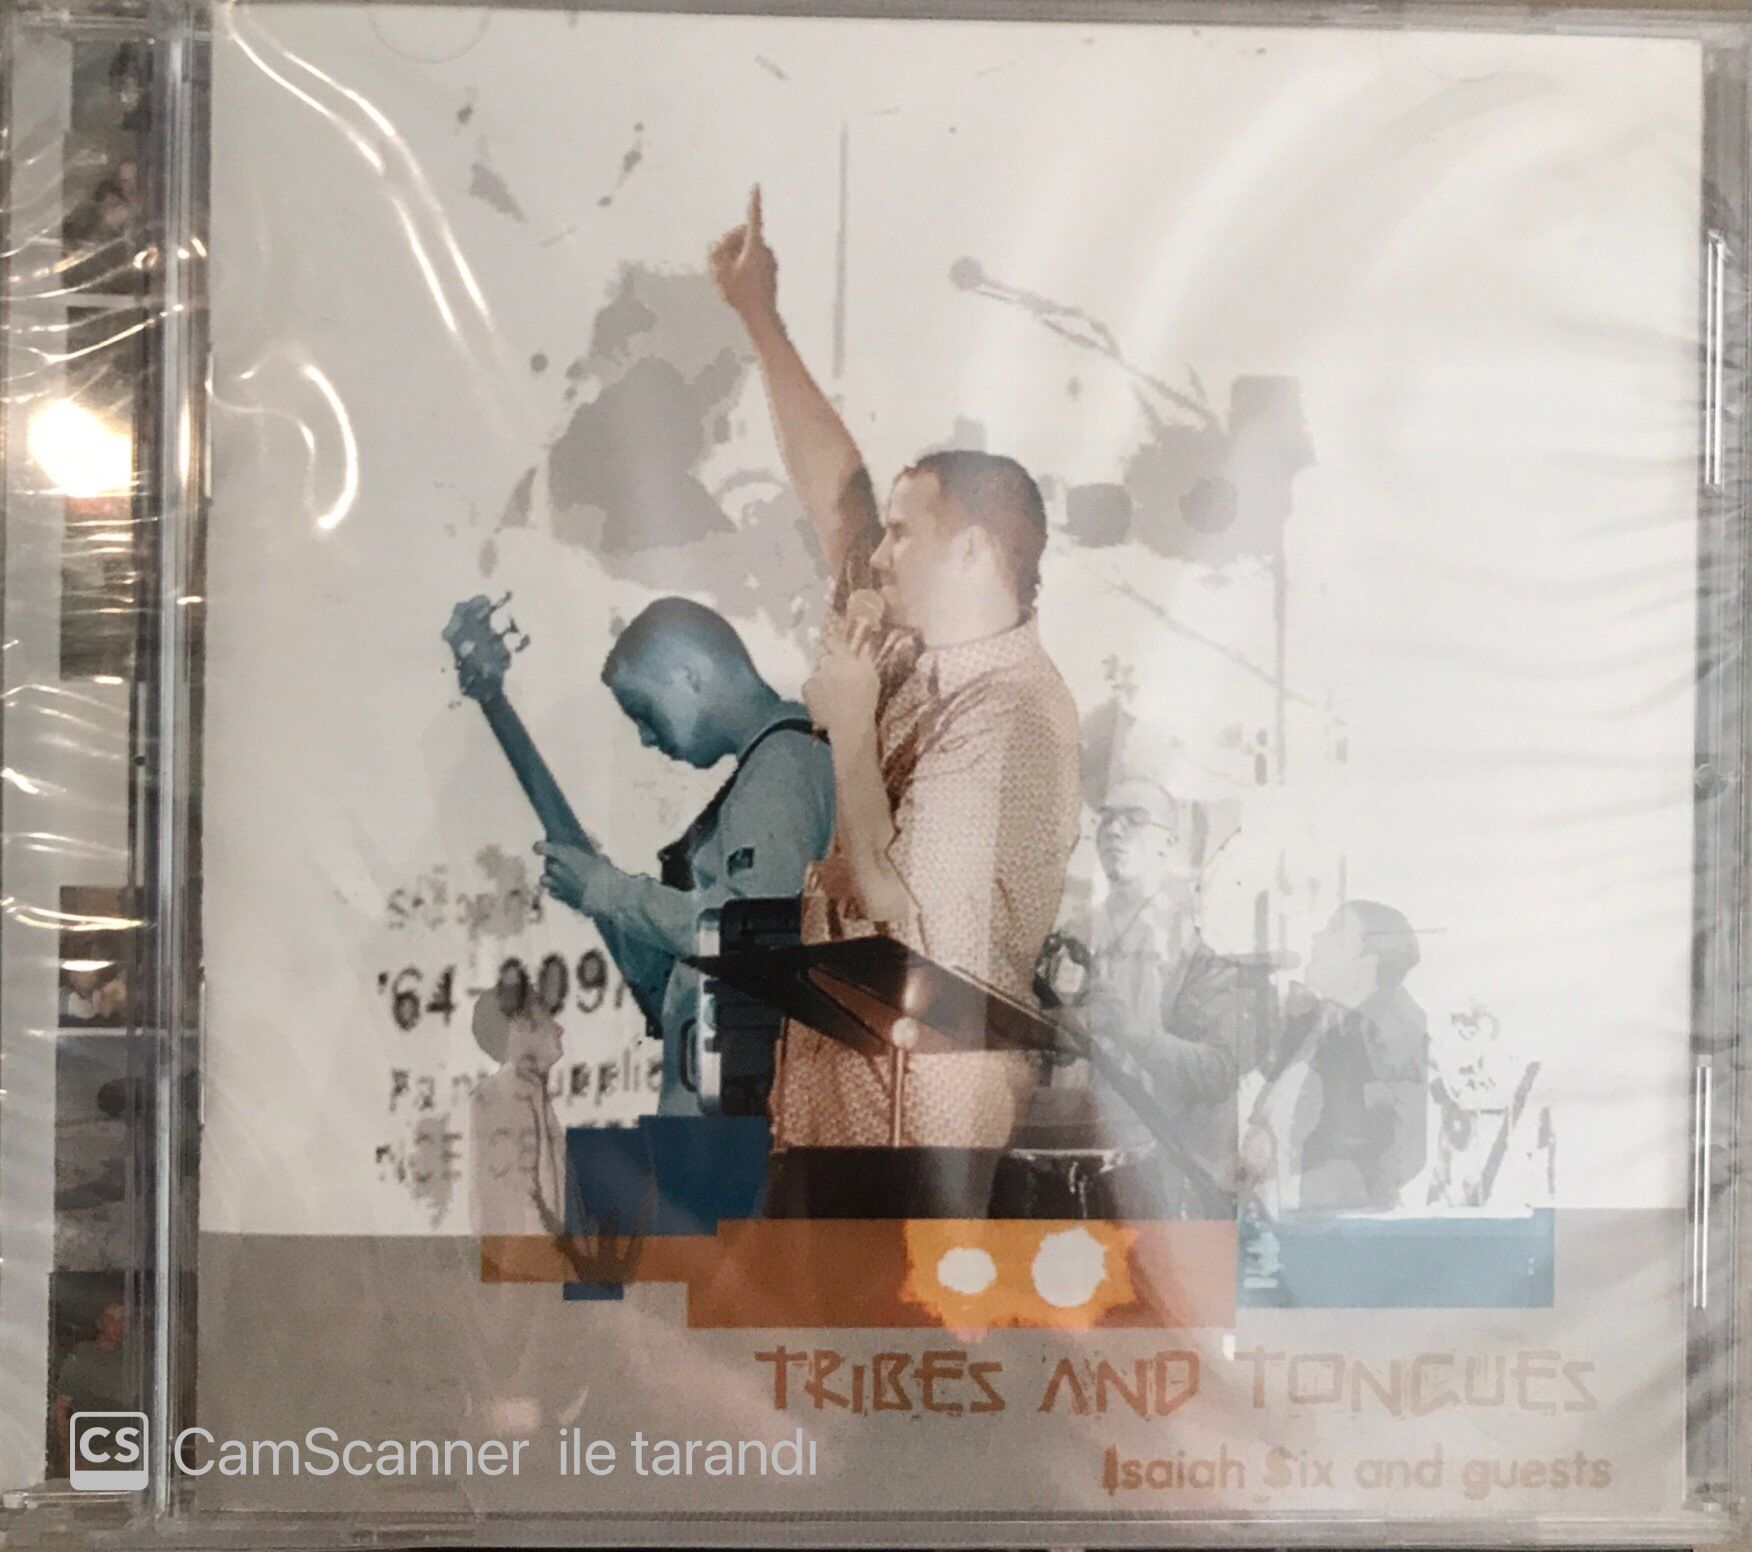 '64-009
TRIBES AND TONGUES
Isaiah Six and guests
CS CamScanner ile tarandı